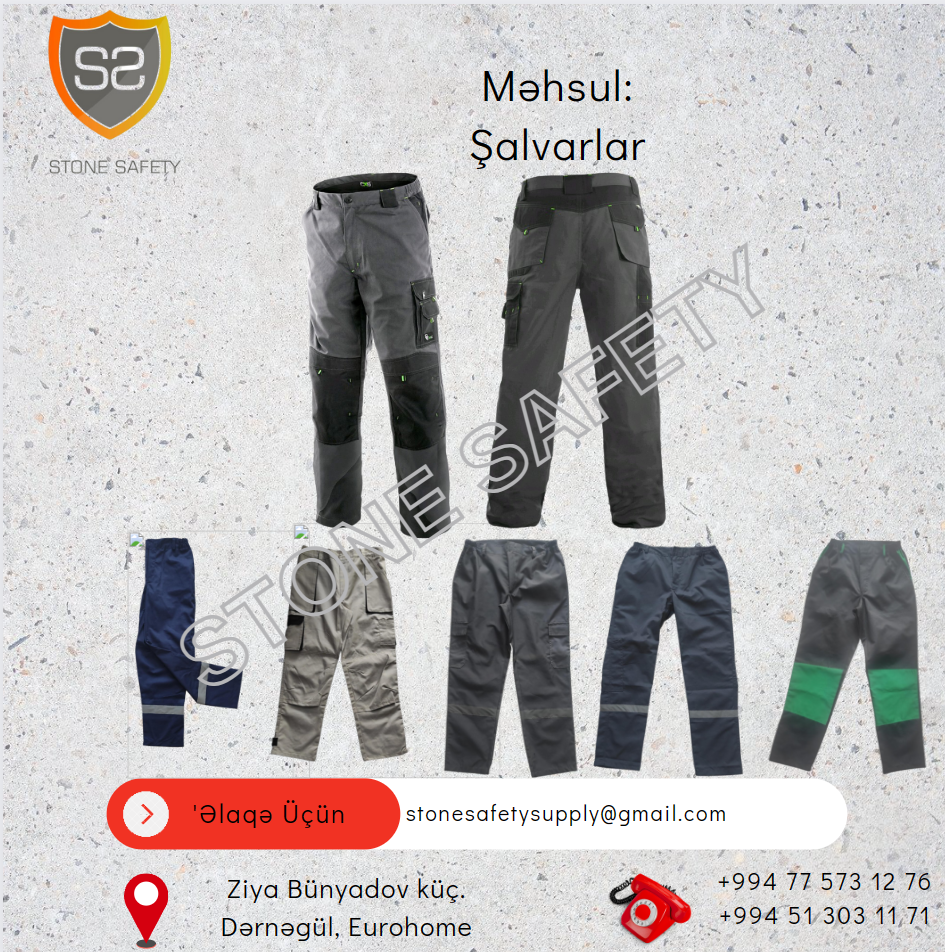 SS
STONE SAFETY
Məhsul:
Şalvarlar
STONE SAFETY
'Əlaqə Üçün
stonesafetysupply@gmail.com
Ziya Bünyadov küç.
Dərnəgül, Eurohome
+994 77 573 12 76
+994 51 303 11 71